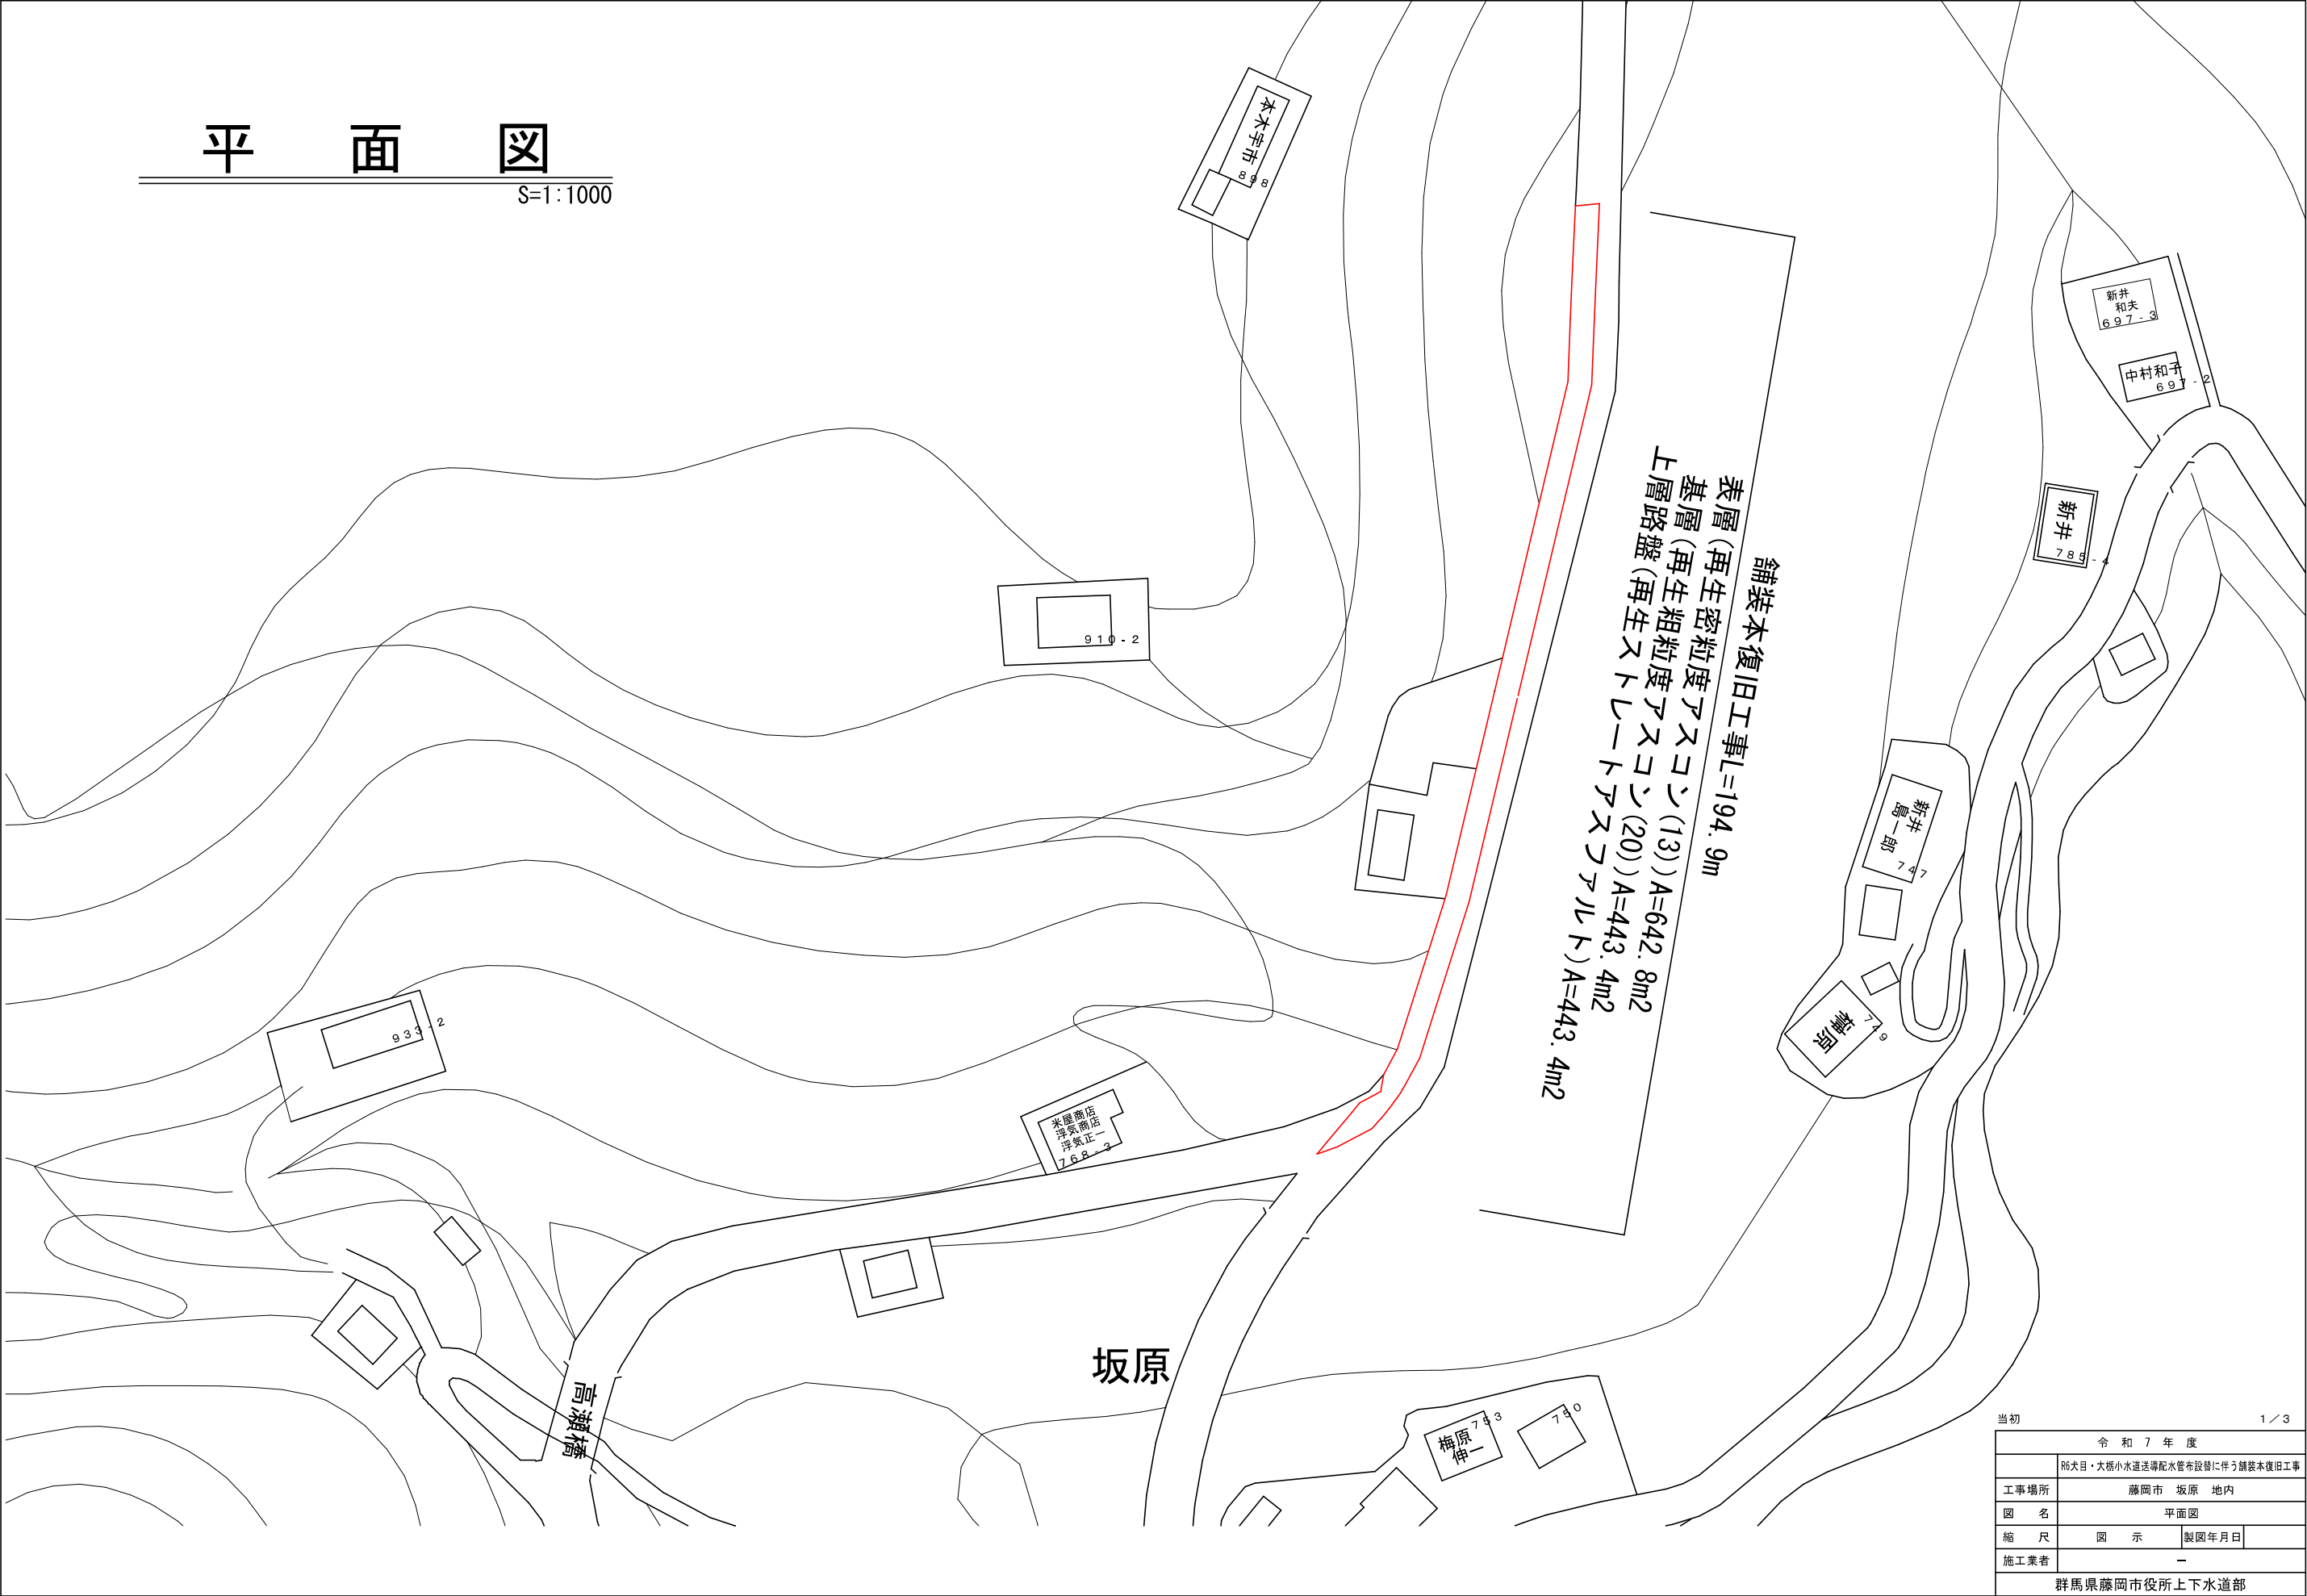 平面図
S=1:1000
本木宇市
898
新井
和夫
697-3
中村和子
697-2
新井
785-4
910-2
舗装本復旧工事L=194.9m
表層(再生密粒度アスコン(13))A=642.8m2
基層(再生粗粒度アスコン(20))A=443.4m2
上層路盤(再生ストレートアスファルト)A=443.4m2
新井
島一郎
747
749
933-2
米屋商店
浮気商店
浮気正一
768-3
坂原
高瀬橋
梅原
伸一
753
750
当初
1/3
令和7年度
R6犬目・大栃小水道送導配水管布設替に伴う舗装本復旧工事
工事場所
藤岡市 坂原 地内
図名
平面図
縮尺
図示
製図年月日
施工業者
ー
群馬県藤岡市役所上下水道部